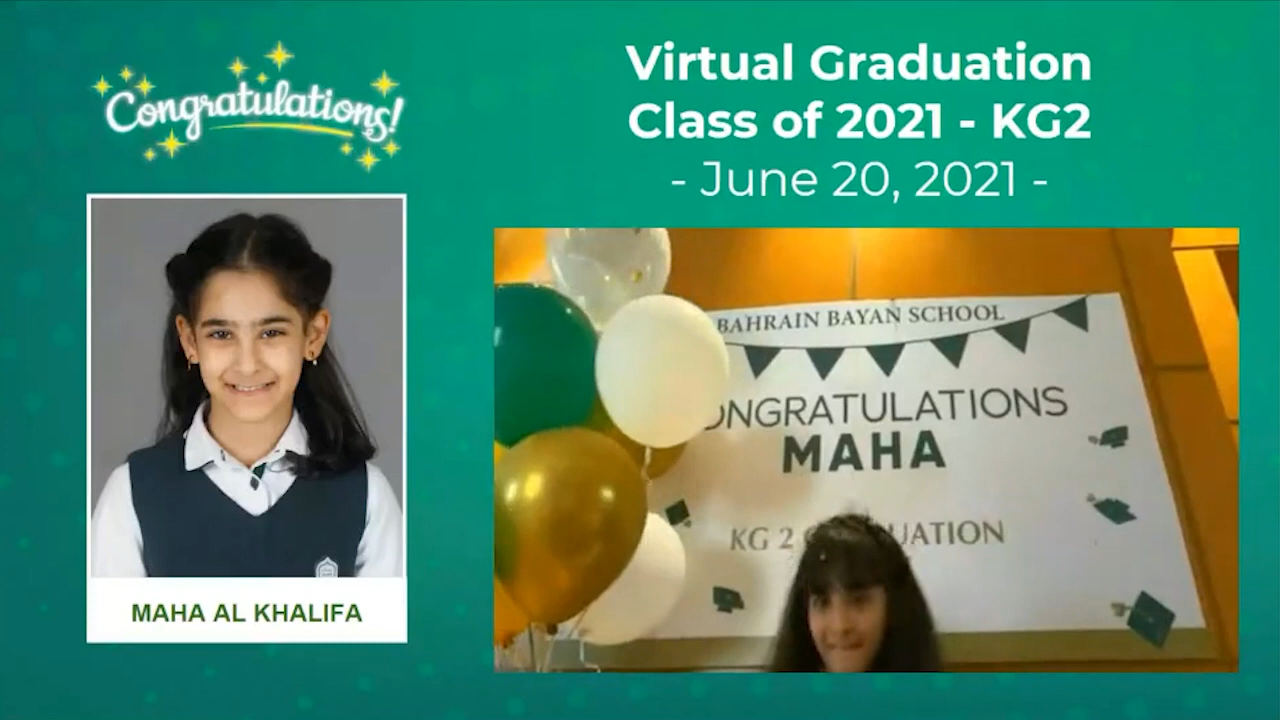 Congratulations!
Virtual Graduation
Class of 2021 - KG2
- June 20, 2021 -
MAHA AL KHALIFA
BAHRAIN BAYAN SCHOOL
ONGRATULATIONS
MAHA
KG 2 G UATION